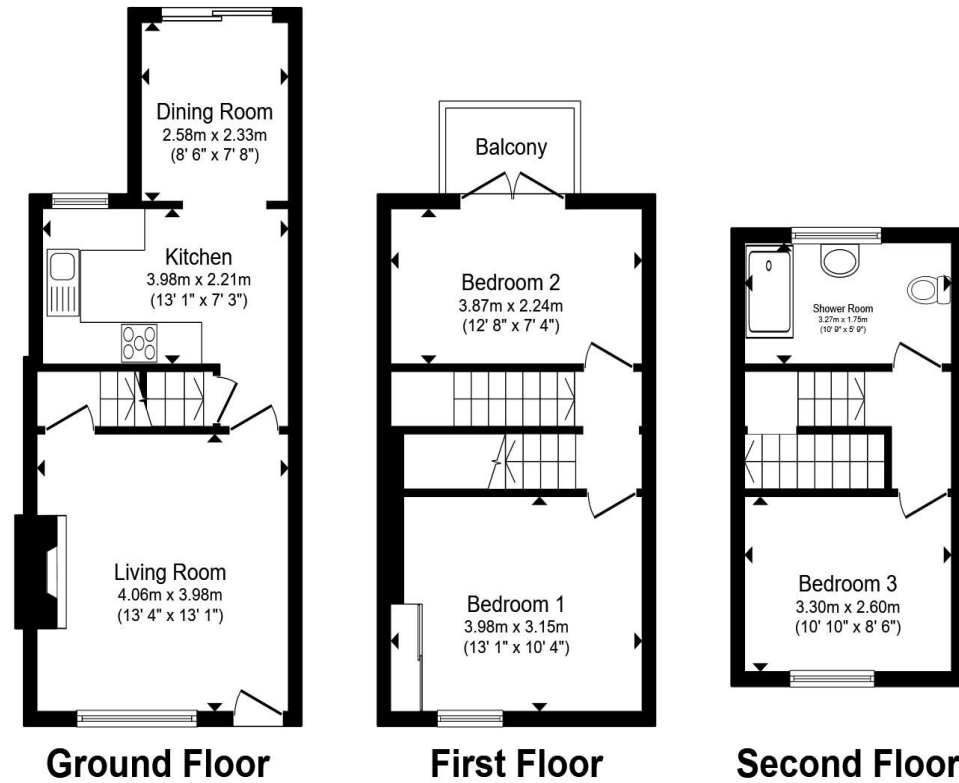 Dining Room
2.58m x 2.33m
(8' 6" x 7' 8")
Kitchen
3.98m x 2.21m
(13' 1" x 7' 3")
Living Room
4.06m x 3.98m
(13' 4" x 13' 1")
Ground Floor
Balcony
Bedroom 2
3.87m x 2.24m
(12' 8" x 7' 4")
Bedroom 1
3.98m x 3.15m
(13' 1" x 10' 4")
First Floor
Shower Room
3.27m x 1.75m
(10' 9" x 5' 9")
Bedroom 3
3.30m x 2.60m
(10' 10" x 8' 6")
Second Floor